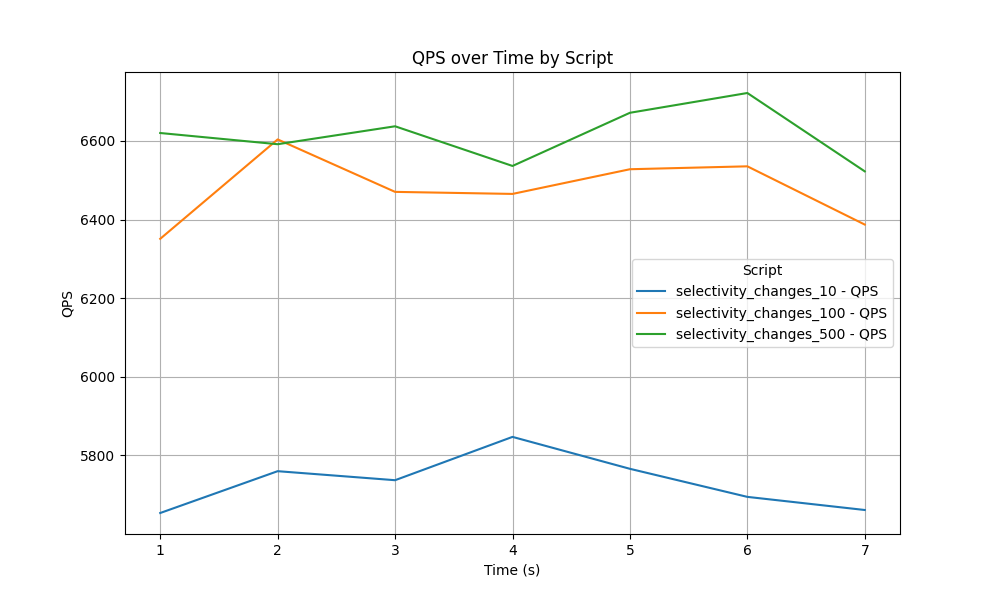 QPS over Time by Script
QPS
6600
6400
6200
6000
5800
Script
selectivity_changes_10 - QPS
selectivity_changes_100 - QPS
selectivity_changes_500 - QPS
1 2 3 4 5 6 7
Time (s)